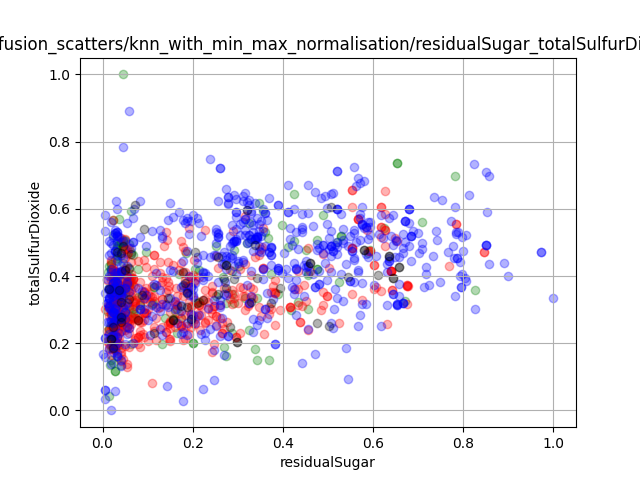 fusion_scatters/knn_with_min_max_normalisation/residualSugar_totalSulfurDi
1.0
0.8
0.6
0.4
0.2
0.0
totalSulfurDioxide
0.0 0.2 0.4 0.6 0.8 1.0
residualSugar